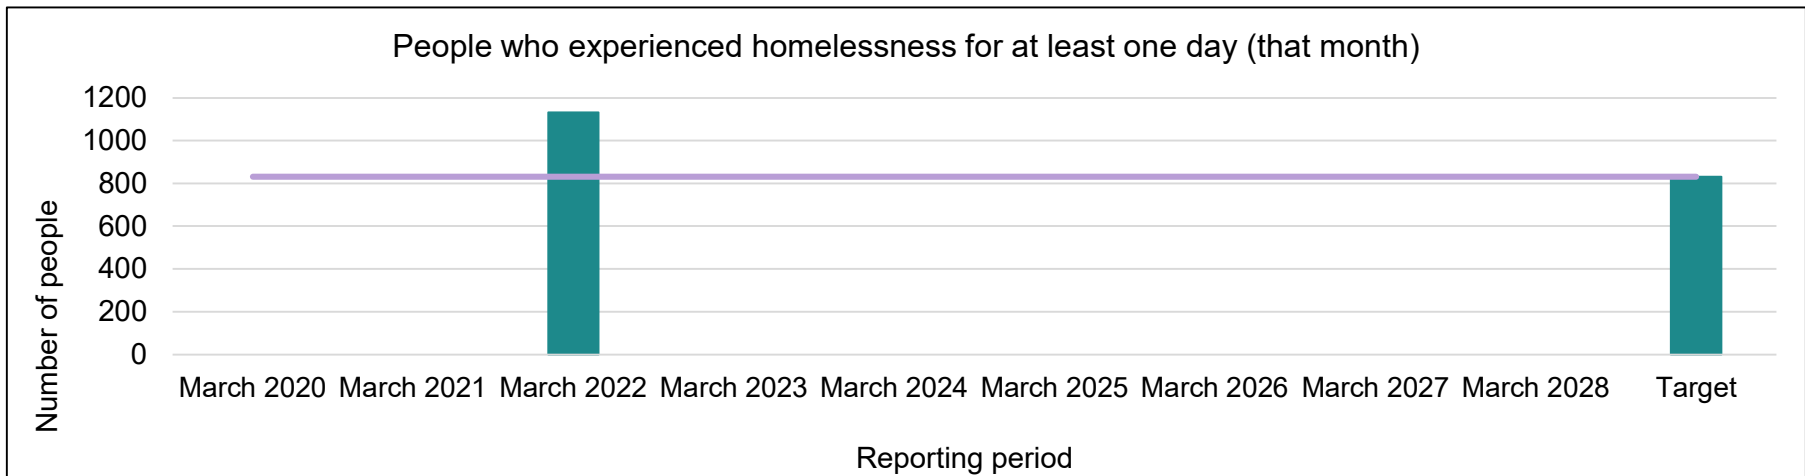 People who experienced homelessness for at least one day (that month)
Number of people
1200
1000
800
600
400
200
0
March 2020 March 2021 March 2022 March 2023 March 2024 March 2025 March 2026 March 2027 March 2028 Target
Reporting period